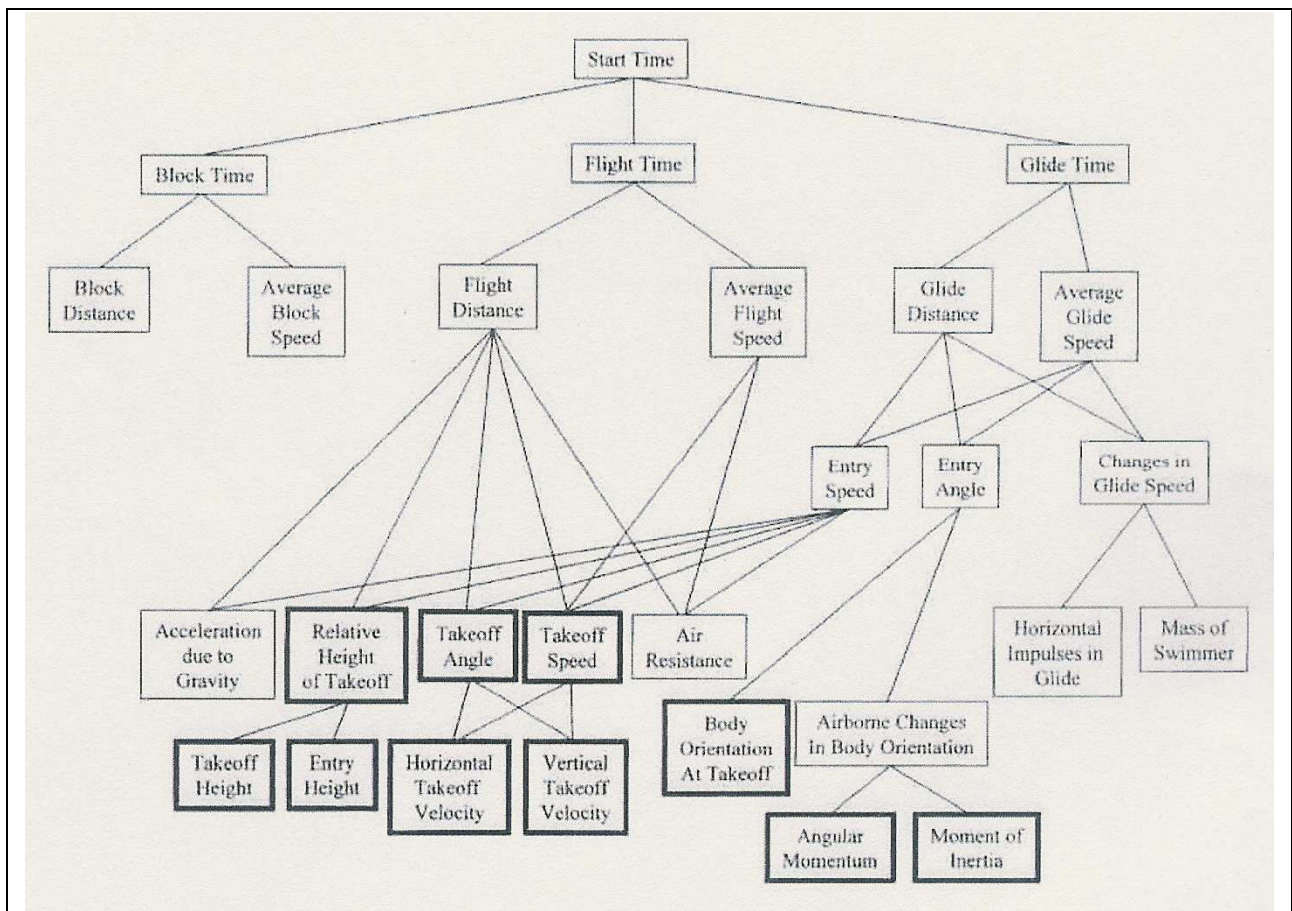 Start Time
Block Time
Flight Time
Glide Time
Block
Distance
Average
Block
Speed
Flight
Distance
Average
Flight
Speed
Glide
Distance
Average
Glide
Speed
Entry
Speed
Entry
Angle
Changes in
Glide Speed
Acceleration
due to
Gravity
Relative
Height
of Takeoff
Takeoff
Angle
Takeoff
Speed
Air
Resistance
Horizontal
Impulses in
Glide
Mass of
Swimmer
Takeoff
Height
Entry
Height
Horizontal
Takeoff
Velocity
Vertical
Takeoff
Velocity
Body
Orientation
At Takeoff
Airborne Changes
In Body Orientation
Angular
Momentum
Moment of
Inertia